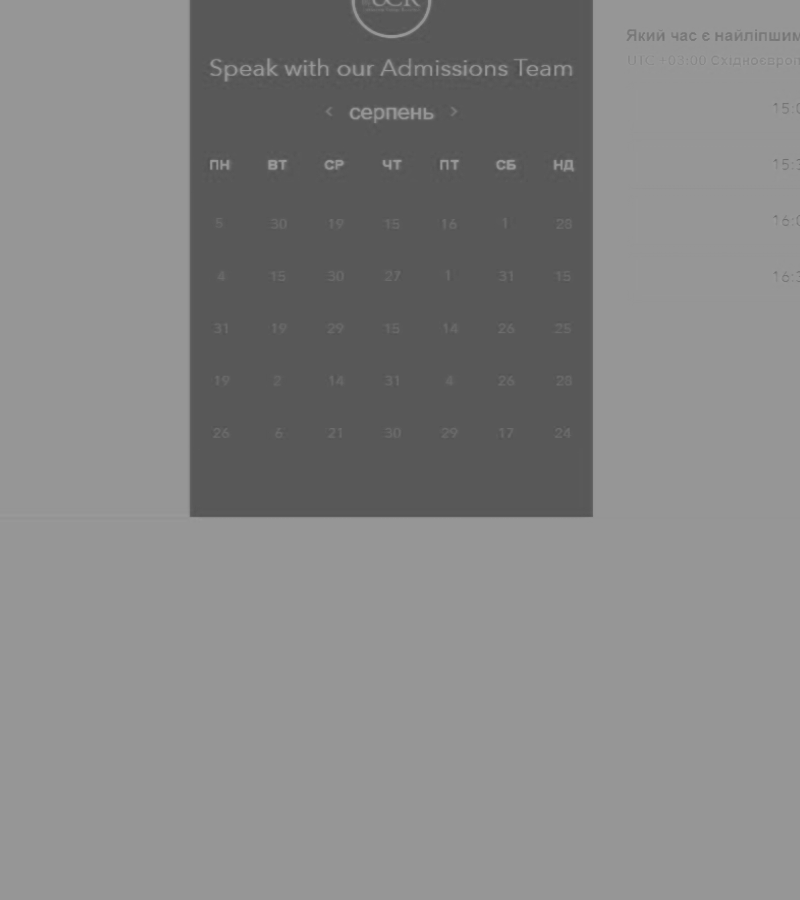 UCR
Speak with our Admissions Team
‹ серпень ›
ПН ВТ СР ЧТ ПТ СБ НД
5 30 19 15 16 1 28
4 15 30 27 1 31 15
31 19 29 15 14 26 25
19 2 14 31 4 26 28
26 6 21 30 29 17 24
Який час є найліпшим
UTC +03:00 Східноєвроп
15:0
15:3
16:0
16:3